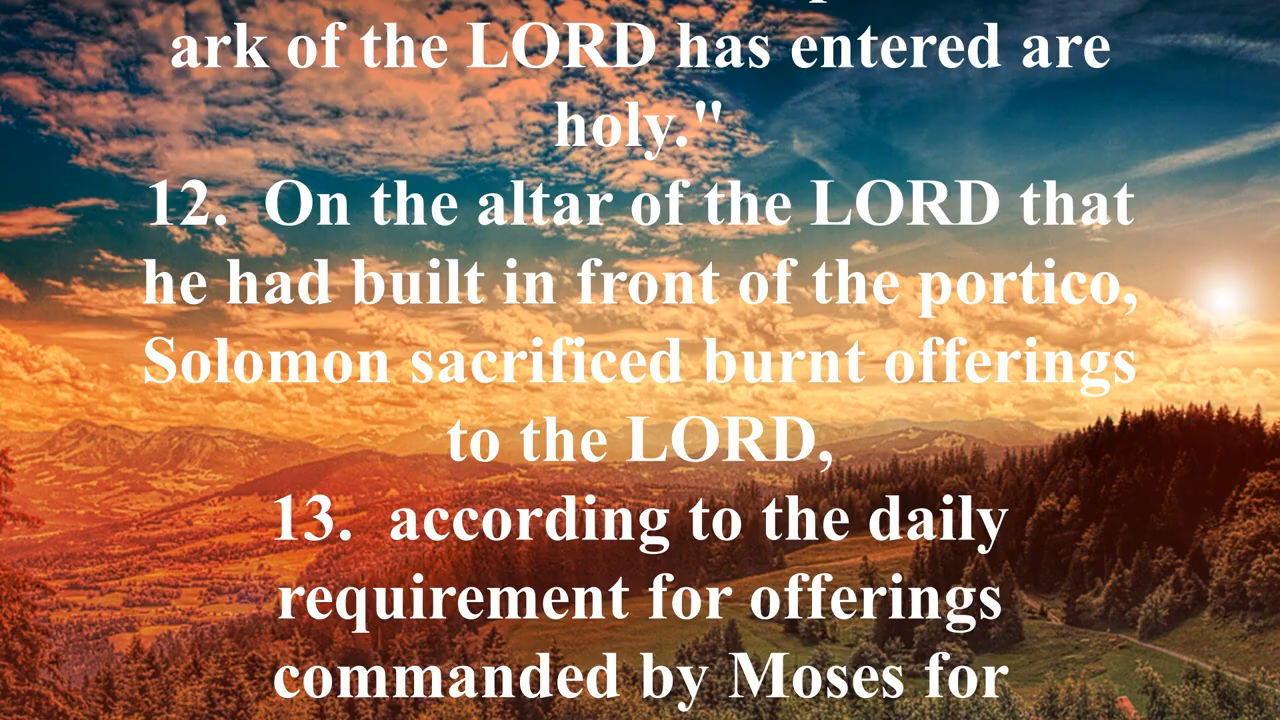 ark of the LORD has entered are
holy."
12.  On the altar of the LORD that
he had built in front of the portico,
Solomon sacrificed burnt offerings
to the LORD,
13.  according to the daily
requirement for offerings
commanded by Moses for